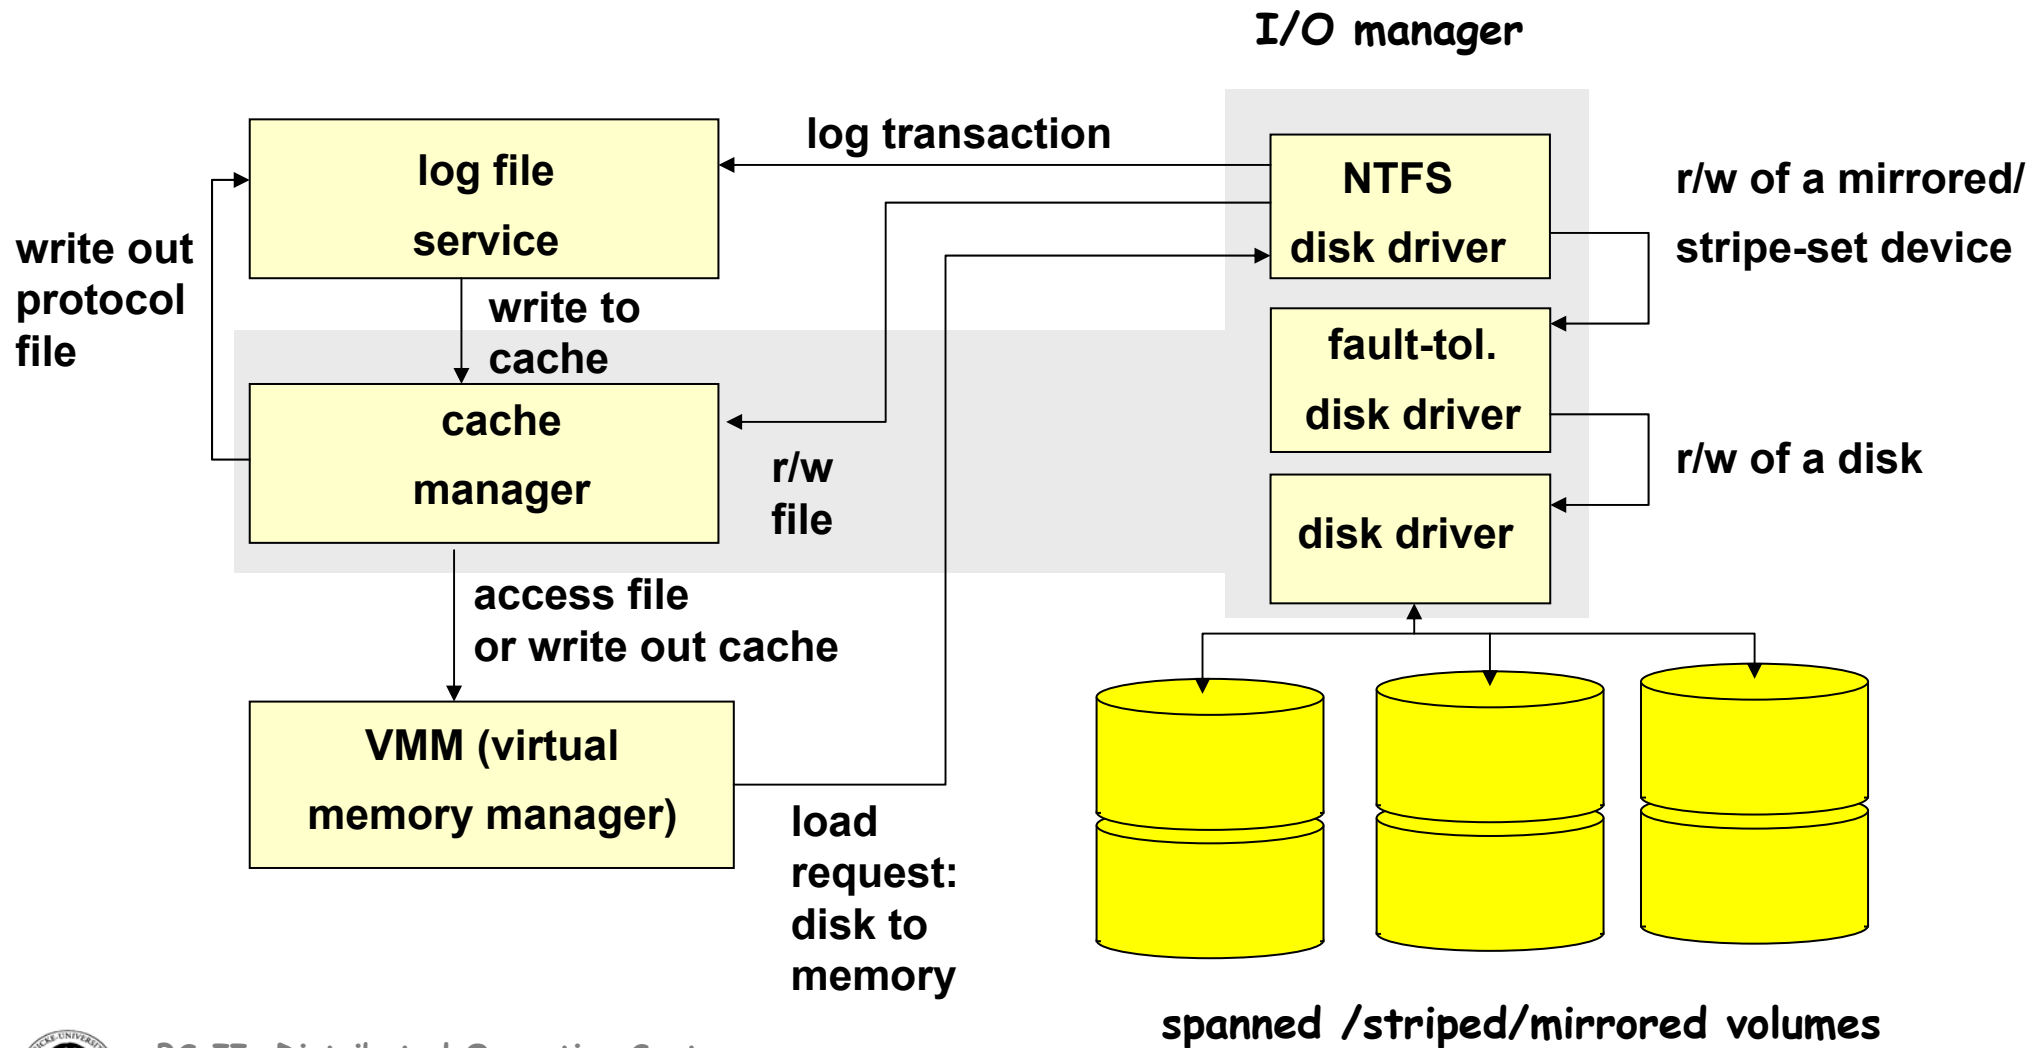 I/O manager
log transaction
log file
service
NTFS
disk driver
r/w of a mirrored/
stripe-set device
write out
protocol
file
write to
cache
fault-tol.
disk driver
cache
manager
r/w
file
r/w of a disk
disk driver
access file
or write out cache
VMM (virtual
memory manager)
load
request:
disk to
memory
spanned /striped/mirrored volumes